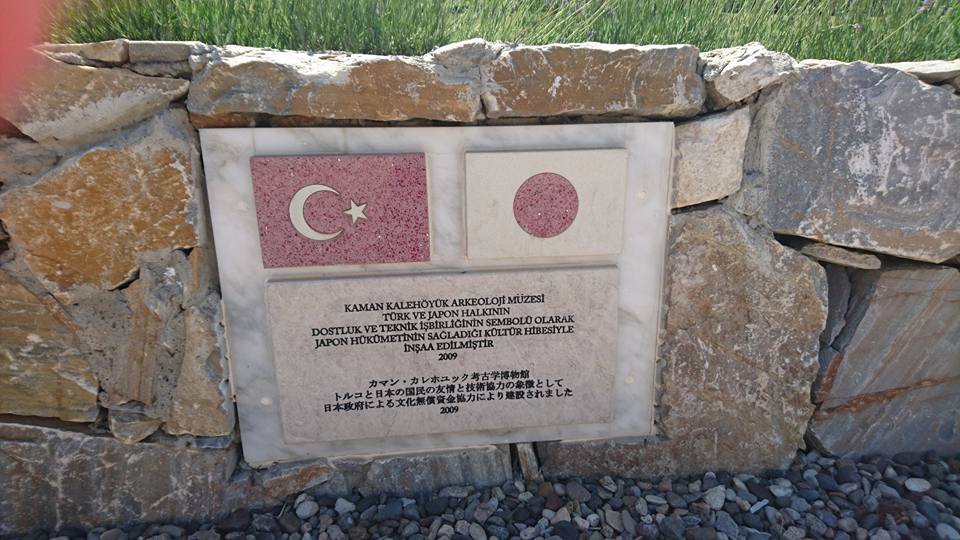 KAMAN KALEHÖYÜK ARKEOLOJİ MÜZESİ
TÜRK VE JAPON HALKININ
DOSTLUK VE TEKNİK İŞBİRLİĞİNİN SEMBOLÜ OLARAK
JAPON HÜKÜMETİNİN SAĞLADIĞI KÜLTÜR HİBESİYLE
İNŞAA EDİLMİŞTİR
2009
カマン・カレホユック考古学博物館
トルコと日本の国民の友情と技術協力の象徴として
日本政府による文化無償資金協力により建設されました
2009